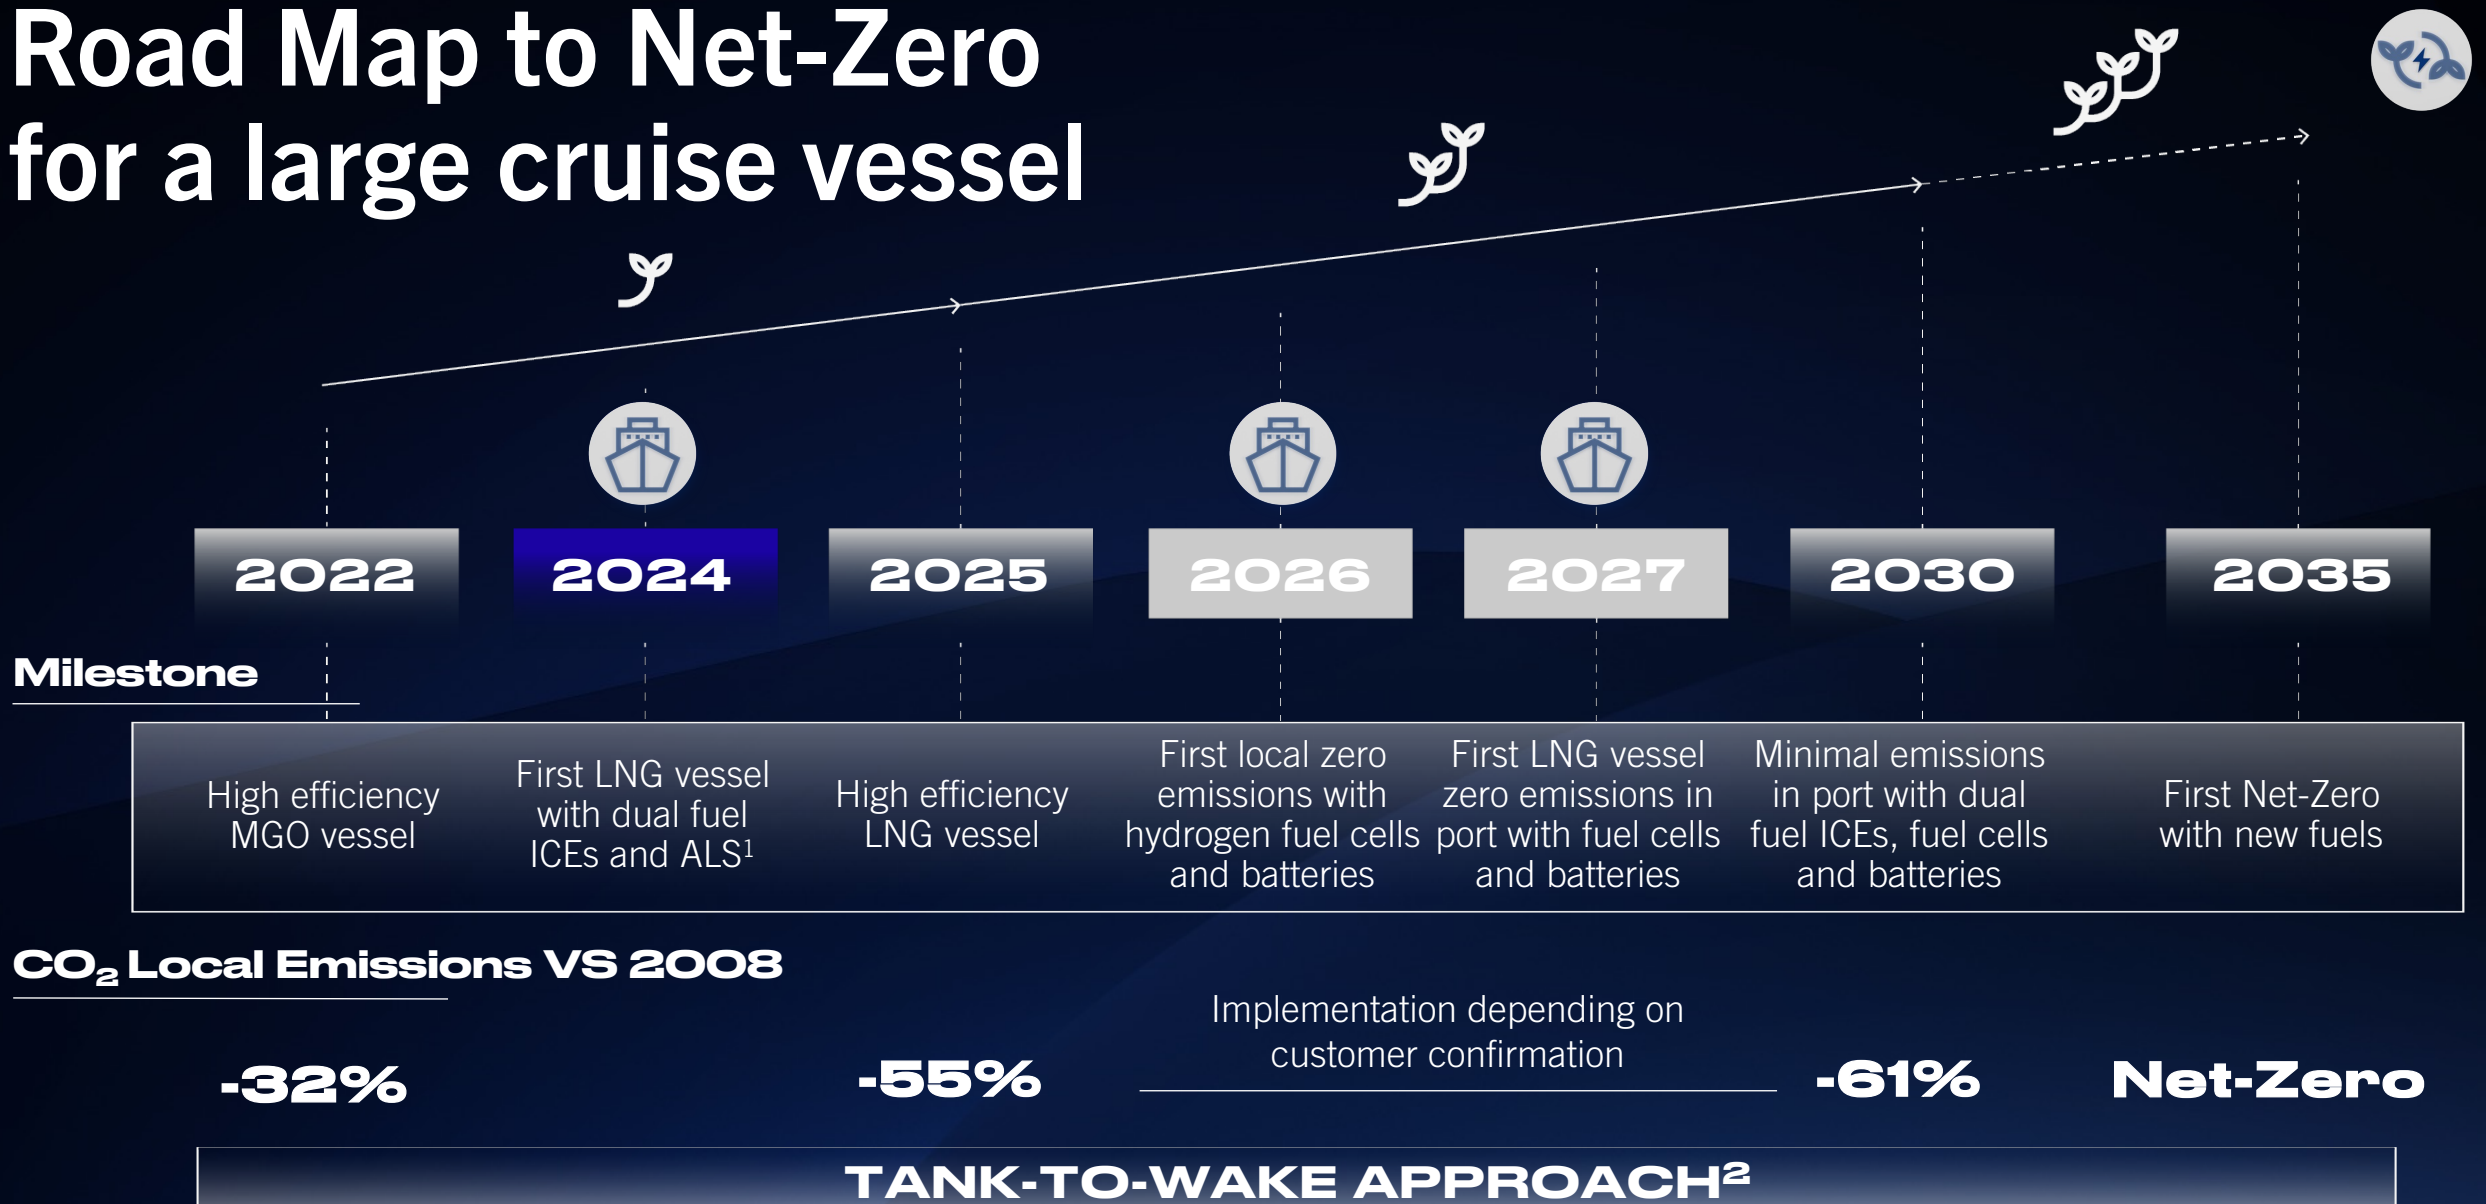 Road Map to Net-Zero
for a large cruise vessel
2022
2024
2025
2026
2027
2030
2035
Milestone
High efficiency
MGO vessel
First LNG vessel
with dual fuel
ICEs and ALS¹
High efficiency
LNG vessel
First local zero
emissions with
hydrogen fuel cells
and batteries
First LNG vessel
zero emissions in
port with fuel cells
and batteries
Minimal emissions
in port with dual
fuel ICEs, fuel cells
and batteries
First Net-Zero
with new fuels
CO₂ Local Emissions VS 2008
-32%
-55%
Implementation depending on
customer confirmation
-61%
Net-Zero
TANK-TO-WAKE APPROACH²